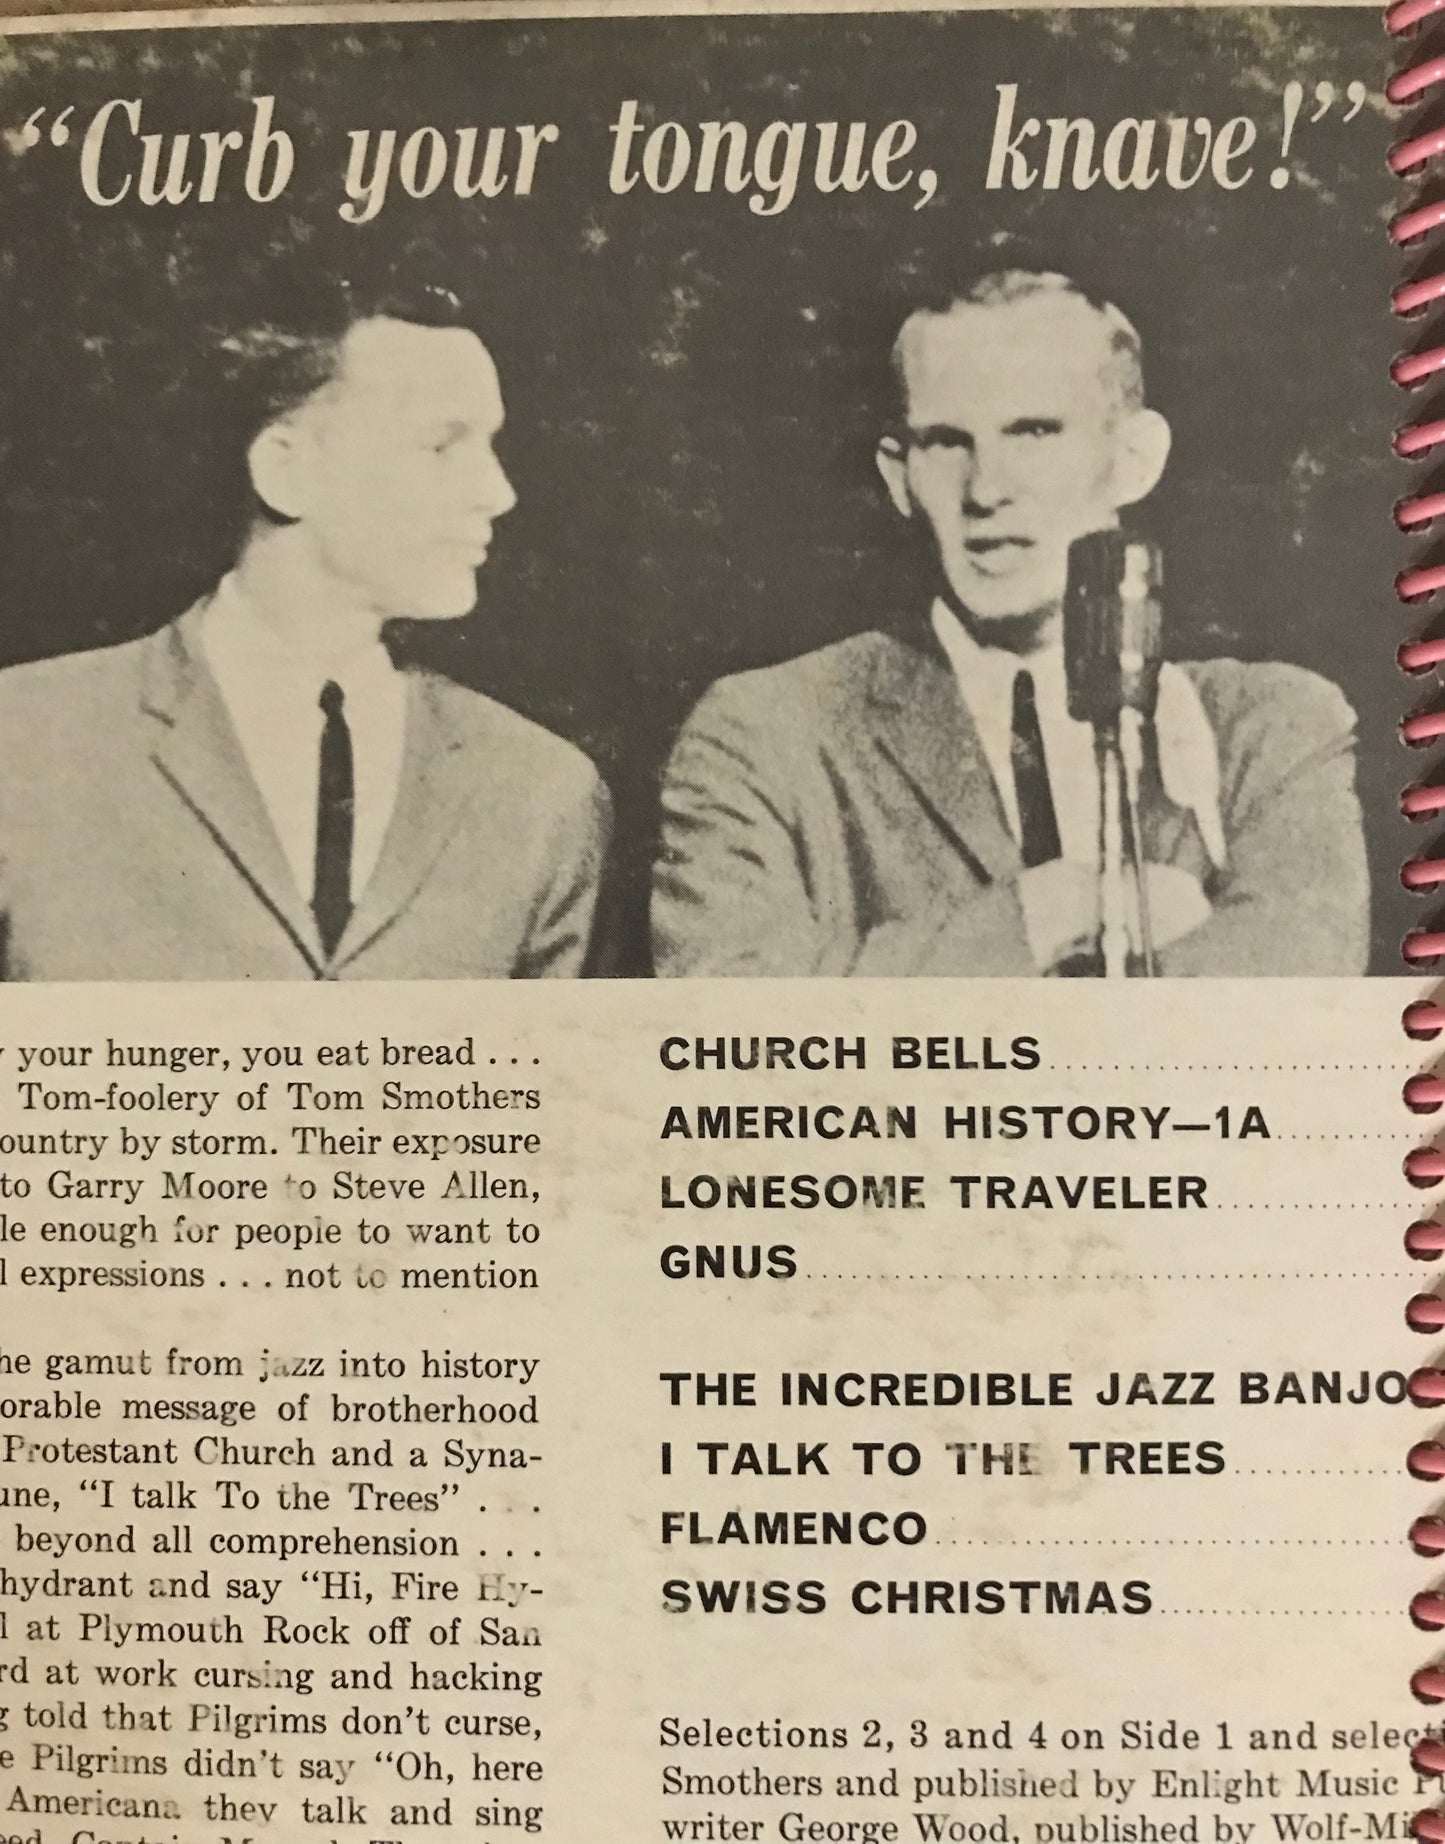 “Curb your tongue, knave!”
your hunger, you eat bread . . .
Tom-foolery of Tom Smothers
ountry by storm. Their exposure
to Garry Moore to Steve Allen,
le enough for people to want to
l expressions . . . not to mention
he gamut from jazz into history
orable message of brotherhood
Protestant Church and a Syna-
une, “I talk To the Trees” . . .
beyond all comprehension . . .
hydrant and say “Hi, Fire Hy-
l at Plymouth Rock off of San
rd at work cursing and hacking
g told that Pilgrims don’t curse,
e Pilgrims didn’t say “Oh, here
Americana they talk and sing
CHURCH BELLS
AMERICAN HISTORY—1A
LONESOME TRAVELER
GNUS
THE INCREDIBLE JAZZ BANJO
I TALK TO THE TREES
FLAMENCO
SWISS CHRISTMAS
Selections 2, 3 and 4 on Side 1 and selecti
Smothers and published by Enlight Music
writer George Wood, published by Wolf-Mi